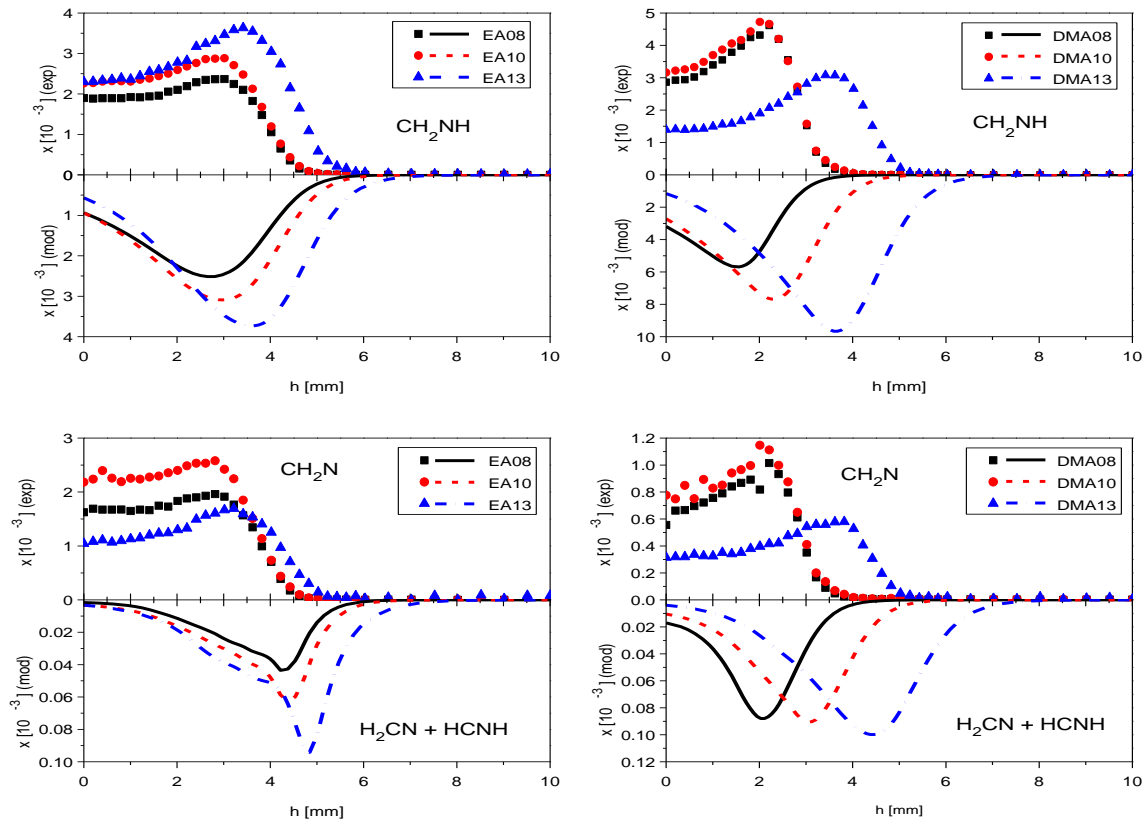 x [10⁻³] (exp)
x [10⁻³] (mod)
4
3
2
1
0
1
2
3
4
EA08
EA10
EA13
CH₂NH
0 2 4 6 8 10
h [mm]
x [10⁻³] (exp)
x [10⁻³] (mod)
5
4
3
2
1
0
2
4
6
8
10
DMA08
DMA10
DMA13
CH₂NH
0 2 4 6 8 10
h [mm]
x [10⁻³] (exp)
x [10⁻³] (mod)
3
2
1
0
0.02
0.04
0.06
0.08
0.10
CH₂N
EA08
EA10
EA13
H₂CN + HCNH
0 2 4 6 8 10
h [mm]
x [10⁻³] (exp)
x [10⁻³] (mod)
1.2
1.0
0.8
0.6
0.4
0.2
0
0.02
0.04
0.06
0.08
0.10
0.12
CH₂N
DMA08
DMA10
DMA13
H₂CN + HCNH
0 2 4 6 8 10
h [mm]